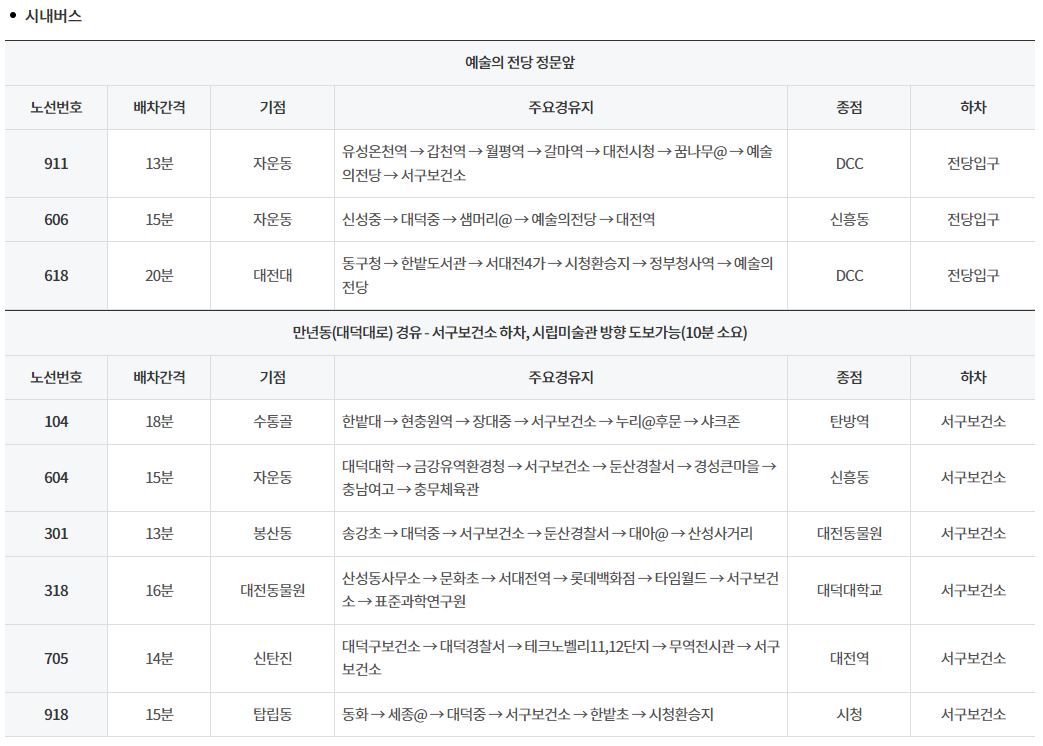 시내버스
예술의 전당 정문앞
노선번호 배차간격 기점 주요경유지 종점 하차
911 13분 자운동 유성온천역 → 갑천역 → 월평역 → 갈마역 → 대전시청 → 꿈나무@ → 예술
의전당 → 서구보건소 DCC 전당입구
606 15분 자운동 신성중 → 대덕중 → 샘머리@ → 예술의전당 → 대전역 신흥동 전당입구
618 20분 대전대 동구청 → 한밭도서관 → 서대전4가 → 시청환승지 → 정부청사역 → 예술의
전당 DCC 전당입구
만년동(대덕대로) 경유 - 서구보건소 하차, 시립미술관 방향 도보가능(10분 소요)
노선번호 배차간격 기점 주요경유지 종점 하차
104 18분 수통골 한밭대 → 현충원역 → 장대중 → 서구보건소 → 누리@후문 → 샤크존 탄방역 서구보건소
604 15분 자운동 대덕대학 → 금강유역환경청 → 서구보건소 → 둔산경찰서 → 경성큰마을 →
충남여고 → 충무체육관 신흥동 서구보건소
301 13분 봉산동 송강초 → 대덕중 → 서구보건소 → 둔산경찰서 → 대아@ → 산성사거리 대전동물원 서구보건소
318 16분 대전동물원 산성동사무소 → 문화초 → 서대전역 → 롯데백화점 → 타임월드 → 서구보건
소 → 표준과학연구원 대덕대학교 서구보건소
705 14분 신탄진 대덕구보건소 → 대덕경찰서 → 테크노벨리11,12단지 → 무역전시관 → 서구
보건소 대전역 서구보건소
918 15분 탑립동 동화 → 세종@ → 대덕중 → 서구보건소 → 한밭초 → 시청환승지 시청 서구보건소